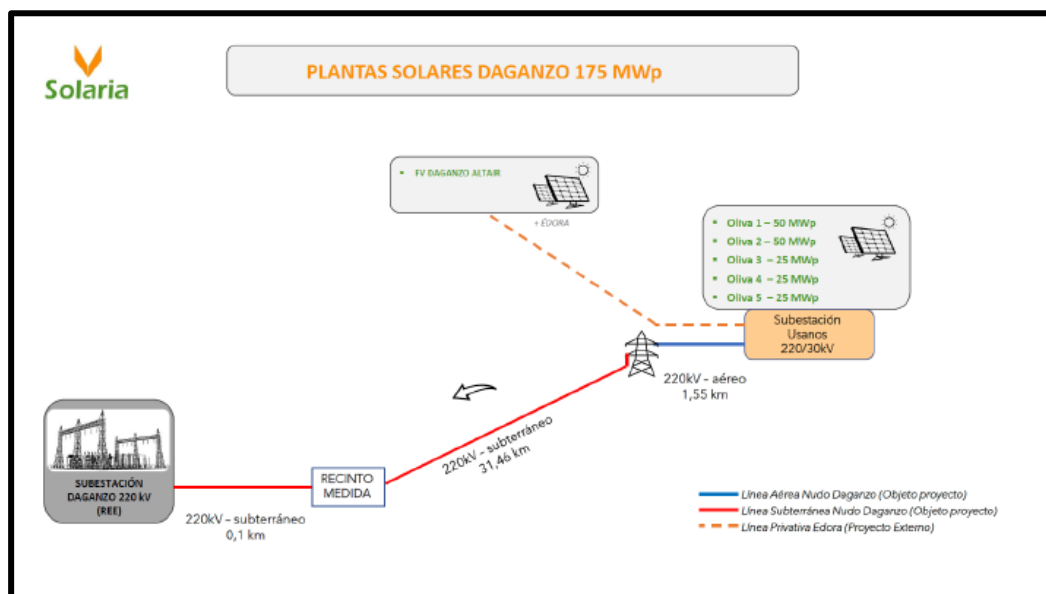 Solaria
PLANTAS SOLARES DAGANZO 175 MWp
▪ FV DAGANZO ALTAIR
+ ÉDORA
▪ Oliva 1 – 50 MWp
▪ Oliva 2 – 50 MWp
▪ Oliva 3 – 25 MWp
▪ Oliva 4 – 25 MWp
▪ Oliva 5 – 25 MWp
Subestación
Usanos
220/30kV
220kV – aéreo
1,55 km
220kV – subterráneo
31,46 km
RECINTO
MEDIDA
SUBESTACIÓN
DAGANZO 220 kV
(REE)
220kV – subterráneo
0,1 km
Línea Aérea Nudo Daganzo (Objeto proyecto)
Línea Subterránea Nudo Daganzo (Objeto proyecto)
Línea Privativa Edora (Proyecto Externo)